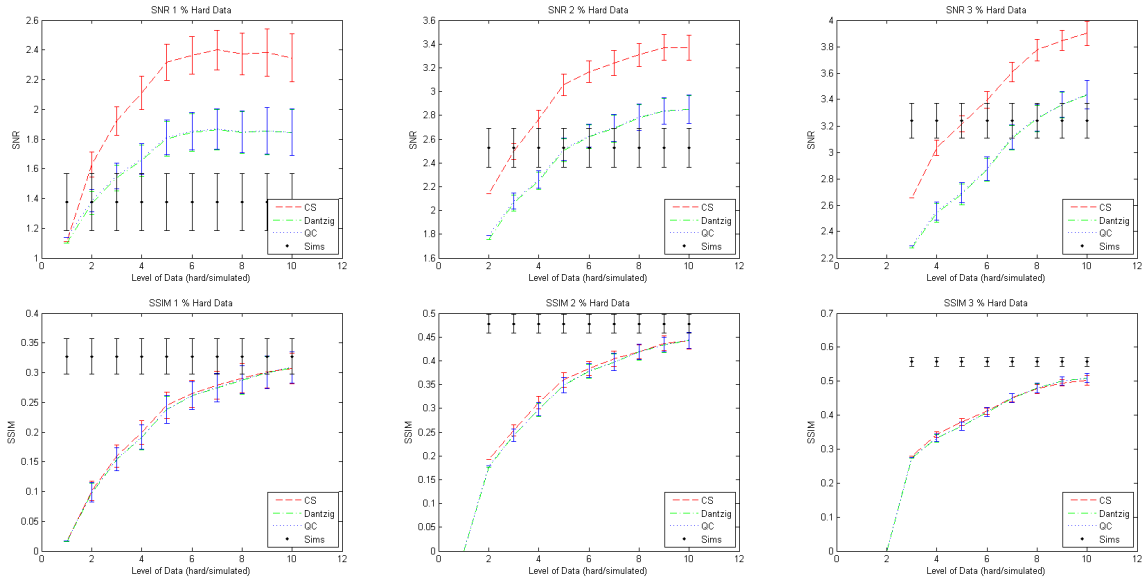 SNR 1 % Hard Data
SNR
2.6
2.4
2.2
2
1.8
1.6
1.4
1.2
1
0 2 4 6 8 10 12
Level of Data (hard/simulated)
CS
Dantzig
QC
Sims
SNR 2 % Hard Data
SNR
3.6
3.4
3.2
3
2.8
2.6
2.4
2.2
2
1.8
1.6
0 2 4 6 8 10 12
Level of Data (hard/simulated)
CS
Dantzig
QC
Sims
SNR 3 % Hard Data
SNR
4
3.8
3.6
3.4
3.2
3
2.8
2.6
2.4
2.2
0 2 4 6 8 10 12
Level of Data (hard/simulated)
CS
Dantzig
QC
Sims
SSIM 1 % Hard Data
SSIM
0.4
0.35
0.3
0.25
0.2
0.15
0.1
0.05
0
0 2 4 6 8 10 12
Level of Data (hard/simulated)
CS
Dantzig
QC
Sims
SSIM 2 % Hard Data
SSIM
0.5
0.45
0.4
0.35
0.3
0.25
0.2
0.15
0.1
0.05
0
0 2 4 6 8 10 12
Level of Data (hard/simulated)
CS
Dantzig
QC
Sims
SSIM 3 % Hard Data
SSIM
0.7
0.6
0.5
0.4
0.3
0.2
0.1
0
0 2 4 6 8 10 12
Level of Data (hard/simulated)
CS
Dantzig
QC
Sims